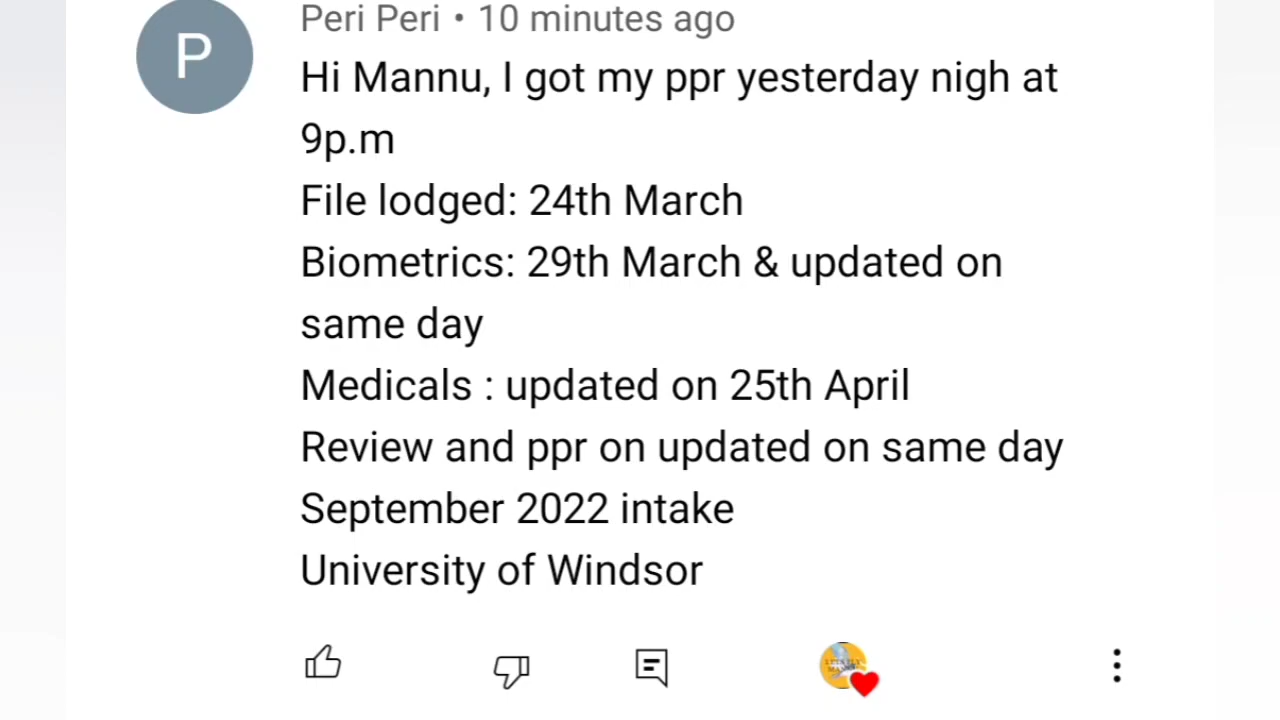 P
Peri Peri • 10 minutes ago
Hi Mannu, I got my ppr yesterday nigh at
9p.m
File lodged: 24th March
Biometrics: 29th March & updated on
same day
Medicals : updated on 25th April
Review and ppr on updated on same day
September 2022 intake
University of Windsor